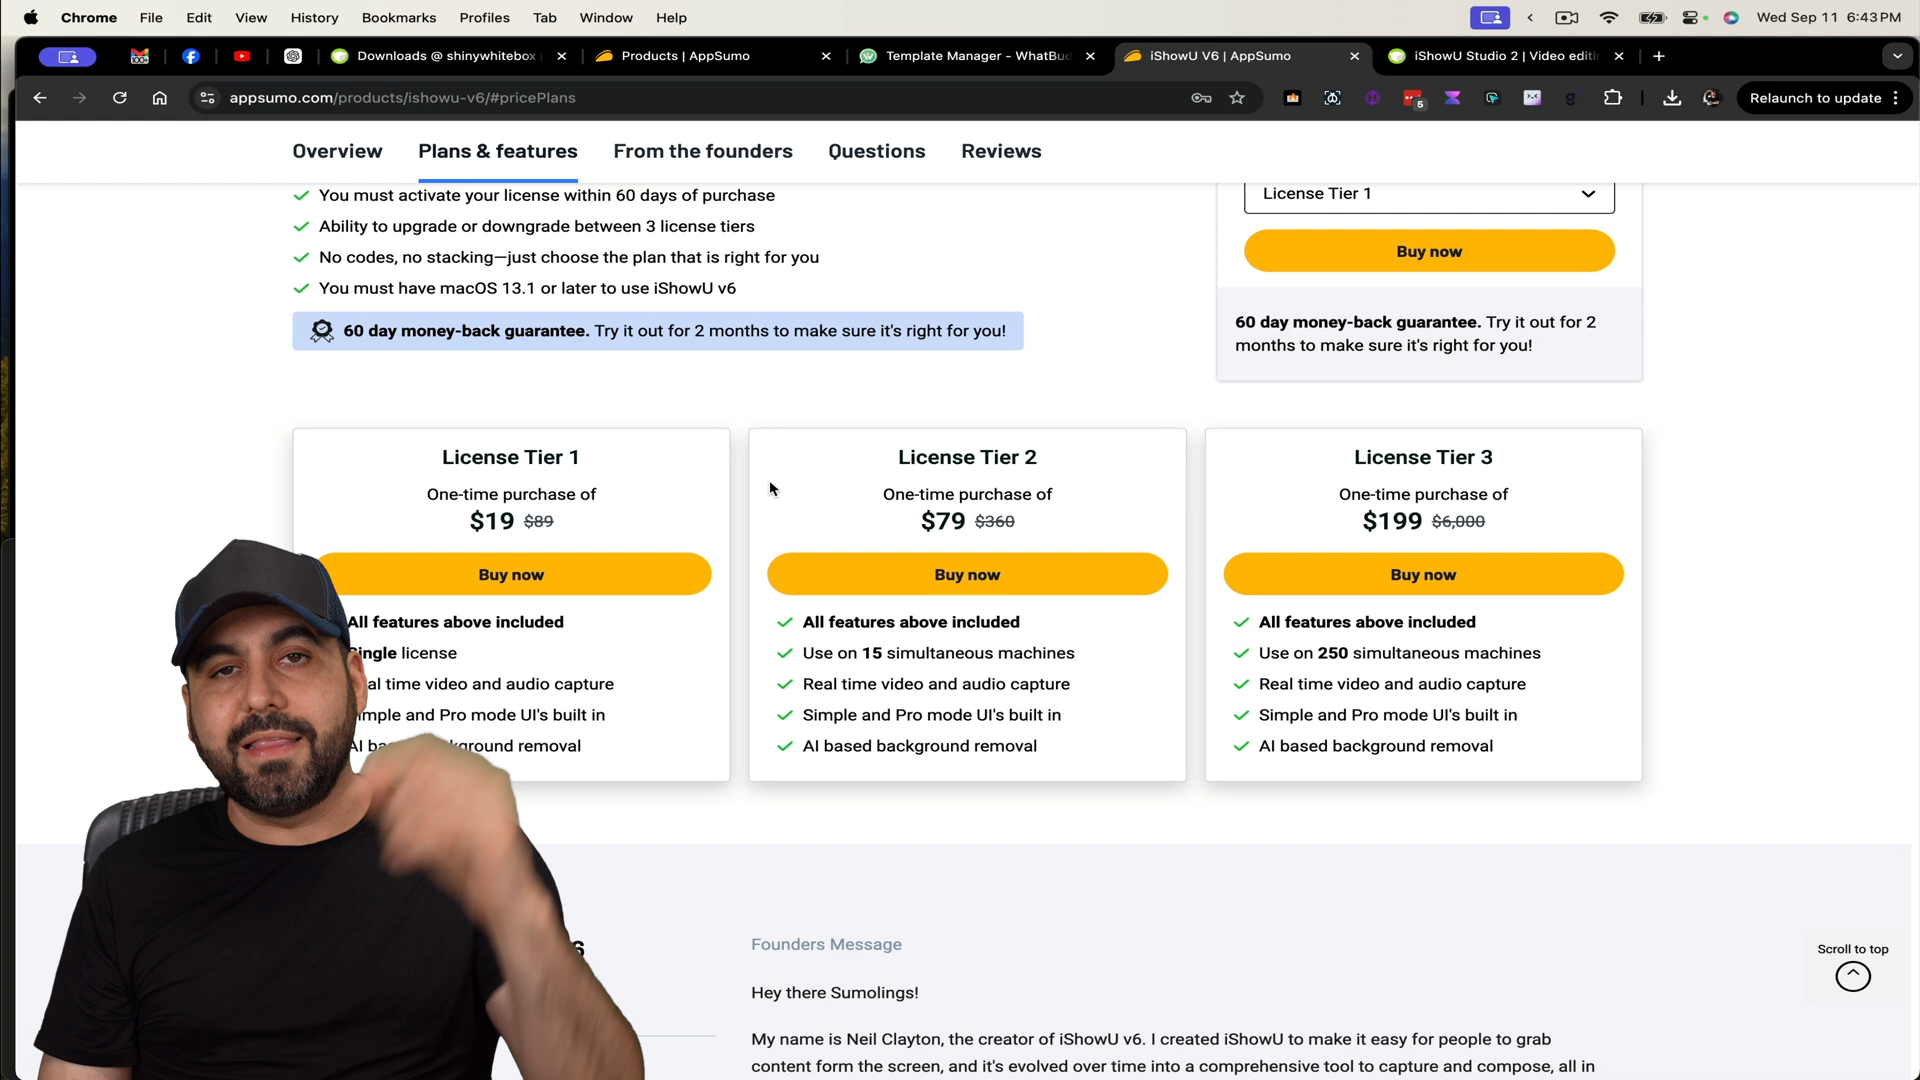 Chrome File Edit View History Bookmarks Profiles Tab Window Help
Wed Sep 11 6:43 PM
Downloads @ shinywhitebox
Products | AppSumo
Template Manager - WhatBud
iShowU V6 | AppSumo
iShowU Studio 2 | Video editi
appsumo.com/products/ishowu-v6/#pricePlans
5
Relaunch to update
Overview Plans & features From the founders Questions Reviews
You must activate your license within 60 days of purchase
Ability to upgrade or downgrade between 3 license tiers
No codes, no stacking—just choose the plan that is right for you
You must have macOS 13.1 or later to use iShowU v6
60 day money-back guarantee. Try it out for 2 months to make sure it's right for you!
License Tier 1
Buy now
60 day money-back guarantee. Try it out for 2
months to make sure it's right for you!
License Tier 1
One-time purchase of
$19 $89
Buy now
All features above included
Single license
al time video and audio capture
mple and Pro mode UI's built in
AI ba kground removal
License Tier 2
One-time purchase of
$79 $360
Buy now
All features above included
Use on 15 simultaneous machines
Real time video and audio capture
Simple and Pro mode UI's built in
AI based background removal
License Tier 3
One-time purchase of
$199 $6,000
Buy now
All features above included
Use on 250 simultaneous machines
Real time video and audio capture
Simple and Pro mode UI's built in
AI based background removal
6
Founders Message
Hey there Sumolings!
My name is Neil Clayton, the creator of iShowU v6. I created iShowU to make it easy for people to grab
content form the screen, and it's evolved over time into a comprehensive tool to capture and compose, all in
Scroll to top